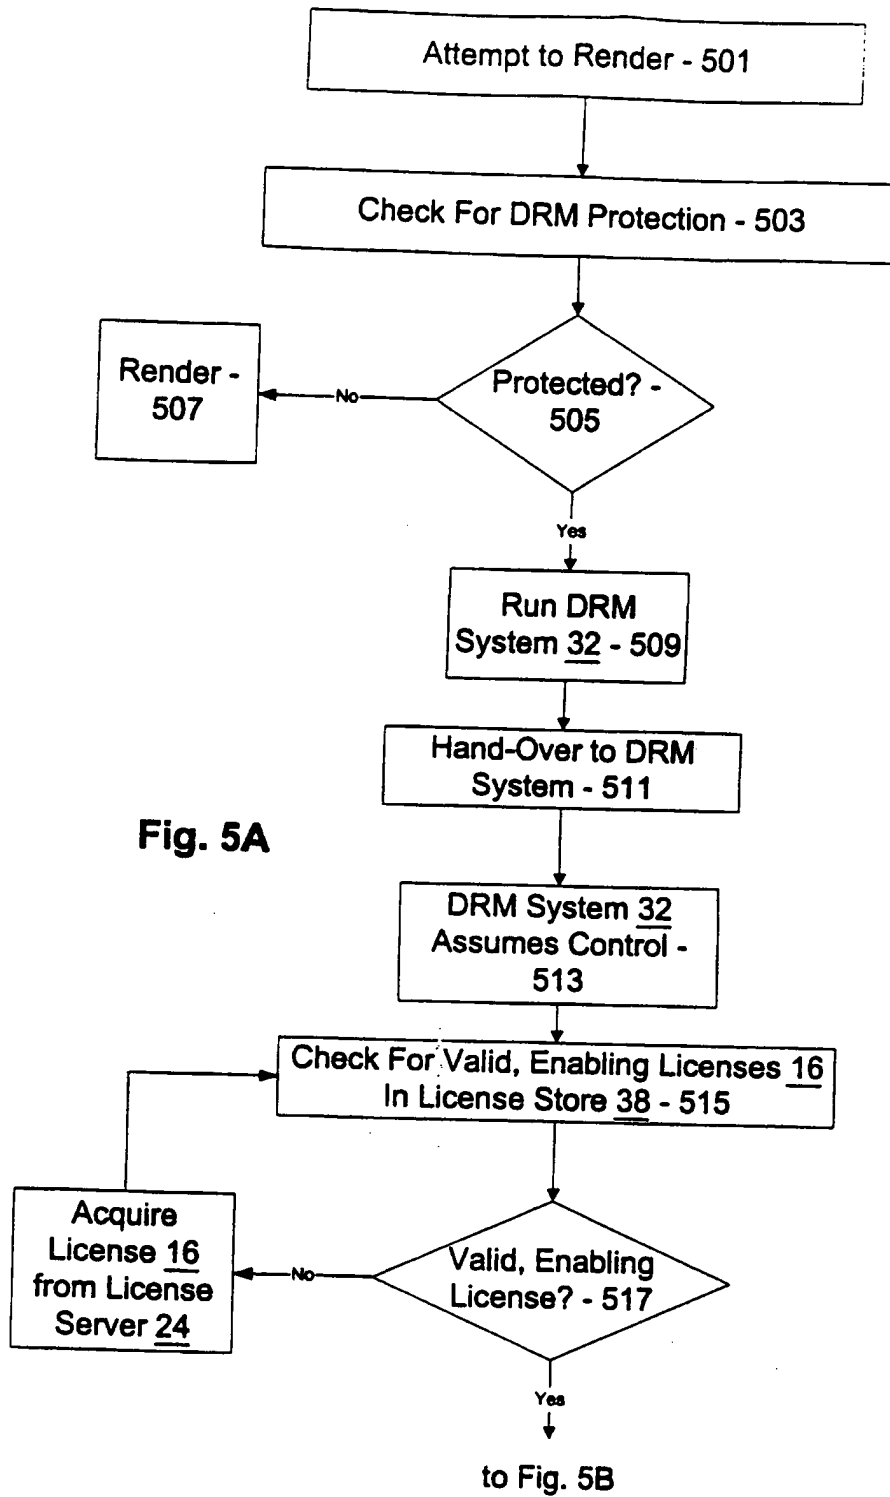 Attempt to Render - 501
Check For DRM Protection - 503
Protected? -
505
No
Render -
507
Yes
Run DRM
System 32 - 509
Hand-Over to DRM
System - 511
Fig. 5A
DRM System 32
Assumes Control -
513
Check For Valid, Enabling Licenses 16
In License Store 38 - 515
Valid, Enabling
License? - 517
No
Acquire
License 16
from License
Server 24
Yes
to Fig. 5B